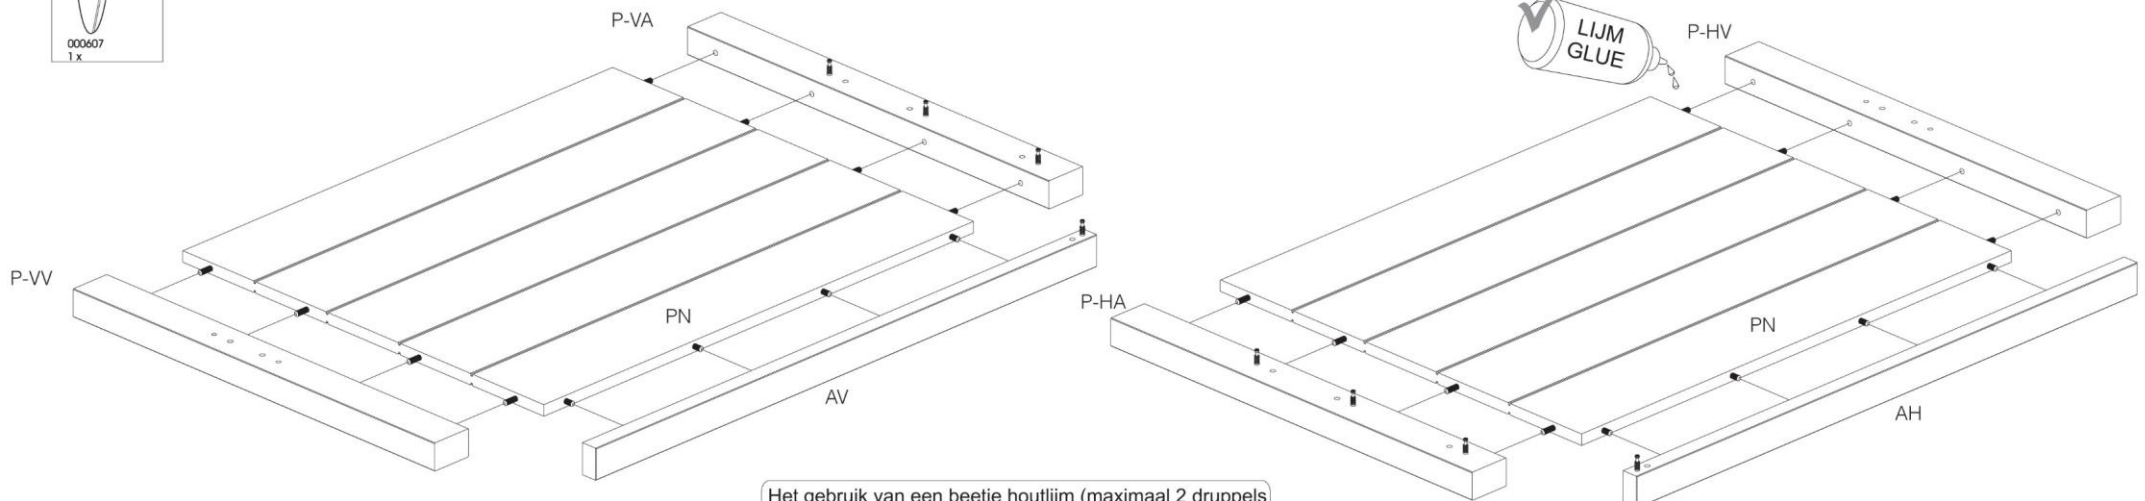 000607
1 x
P-VA
LIJM
GLUE
P-HV
P-VV
PN
AV
P-HA
PN
AH
Het gebruik van een beetje houtlijm (maximaal 2 druppels